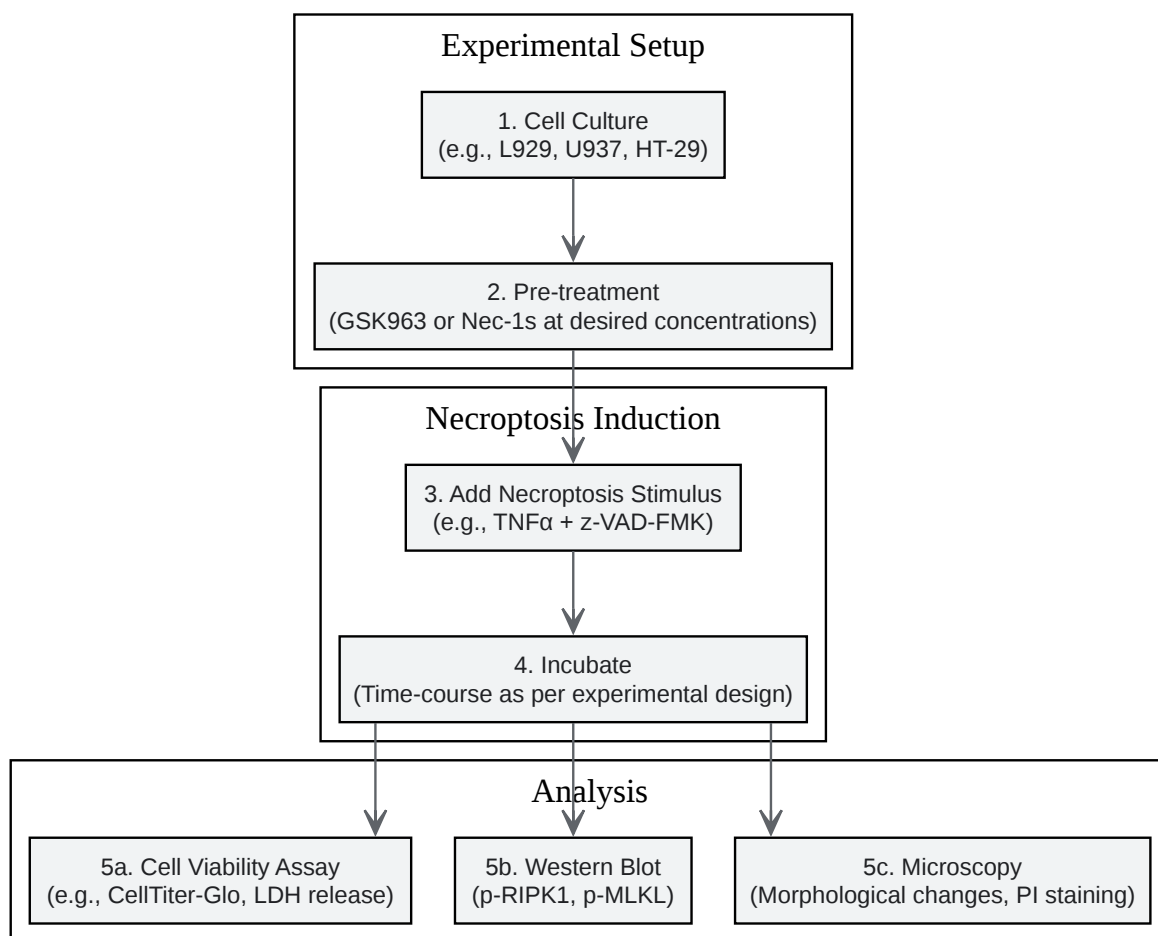 Experimental Setup
1. Cell Culture
(e.g., L929, U937, HT-29)
2. Pre-treatment
(GSK963 or Nec-1s at desired concentrations)
Necroptosis Induction
3. Add Necroptosis Stimulus
(e.g., TNFα + z-VAD-FMK)
4. Incubate
(Time-course as per experimental design)
Analysis
5a. Cell Viability Assay
(e.g., CellTiter-Glo, LDH release)
5b. Western Blot
(p-RIPK1, p-MLKL)
5c. Microscopy
(Morphological changes, PI staining)